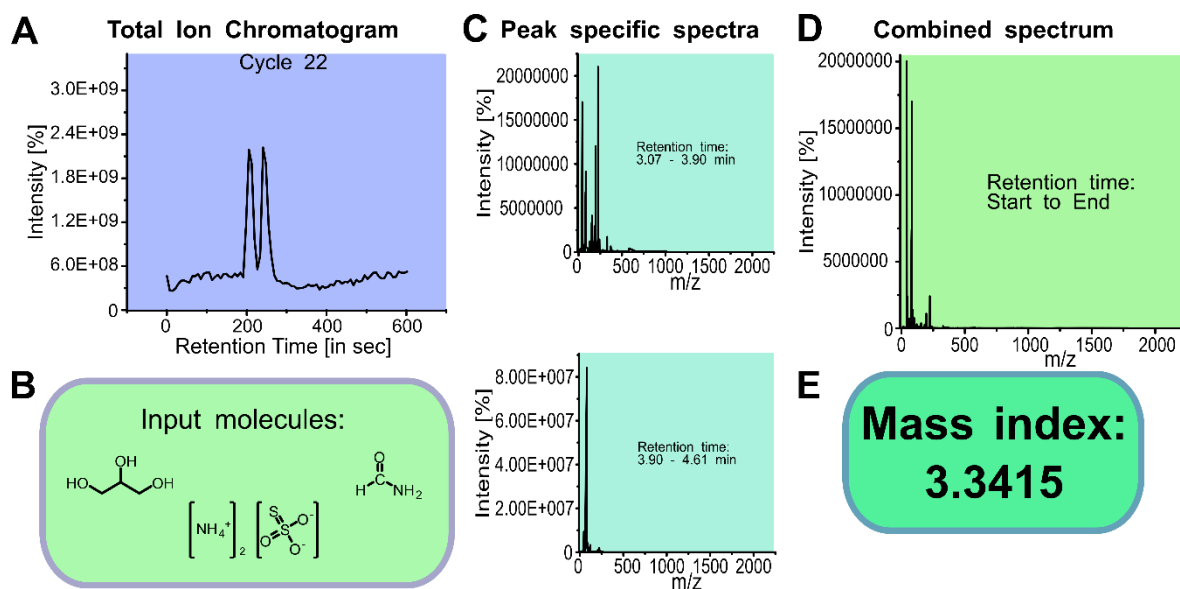 A Total Ion Chromatogram
Cycle 22
Intensity [%]
3.0E+09
2.4E+09
1.8E+09
1.2E+09
6.0E+08
0
0 200 400 600
Retention Time [in sec]
B
Input molecules:
HO OH OH
O
H NH₂
[NH₄⁺]₂ [S S O O⁻ O⁻]
C Peak specific spectra
Intensity [%]
20000000
15000000
10000000
5000000
0
Retention time:
3.07 - 3.90 min
0 500 1000 1500 2000
m/z
Intensity [%]
8.00E+007
6.00E+007
4.00E+007
2.00E+007
0
Retention time:
3.90 - 4.61 min
0 500 1000 1500 2000
m/z
D Combined spectrum
Intensity [%]
20000000
15000000
10000000
5000000
0
Retention time:
Start to End
0 500 1000 1500 2000
m/z
E
Mass index:
3.3415